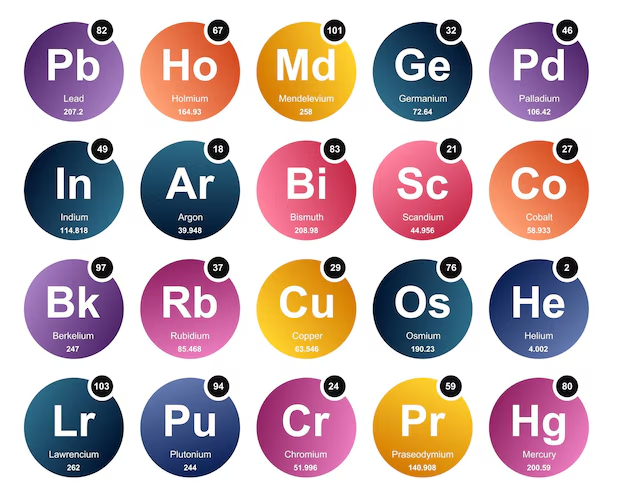 82
Pb
Lead
207.2
67
Ho
Holmium
164.93
101
Md
Mendelevium
258
32
Ge
Germanium
72.64
46
Pd
Palladium
106.42
49
In
Indium
114.818
18
Ar
Argon
39.948
83
Bi
Bismuth
208.98
21
Sc
Scandium
44.956
27
Co
Cobalt
58.933
97
Bk
Berkelium
247
37
Rb
Rubidium
85.468
29
Cu
Copper
63.546
76
Os
Osmium
190.23
2
He
Helium
4.002
103
Lr
Lawrencium
262
94
Pu
Plutonium
244
24
Cr
Chromium
51.996
59
Pr
Praseodymium
140.908
80
Hg
Mercury
200.59